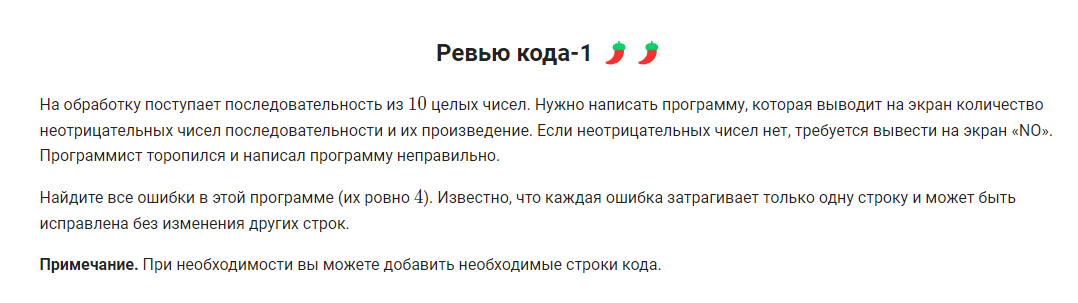 Ревью кода-1 🌶️ 🌶️
На обработку поступает последовательность из 10 целых чисел. Нужно написать программу, которая выводит на экран количество
неотрицательных чисел последовательности и их произведение. Если неотрицательных чисел нет, требуется вывести на экран «NO».
Программист торопился и написал программу неправильно.
Найдите все ошибки в этой программе (их ровно 4). Известно, что каждая ошибка затрагивает только одну строку и может быть
исправлена без изменения других строк.
Примечание. При необходимости вы можете добавить необходимые строки кода.